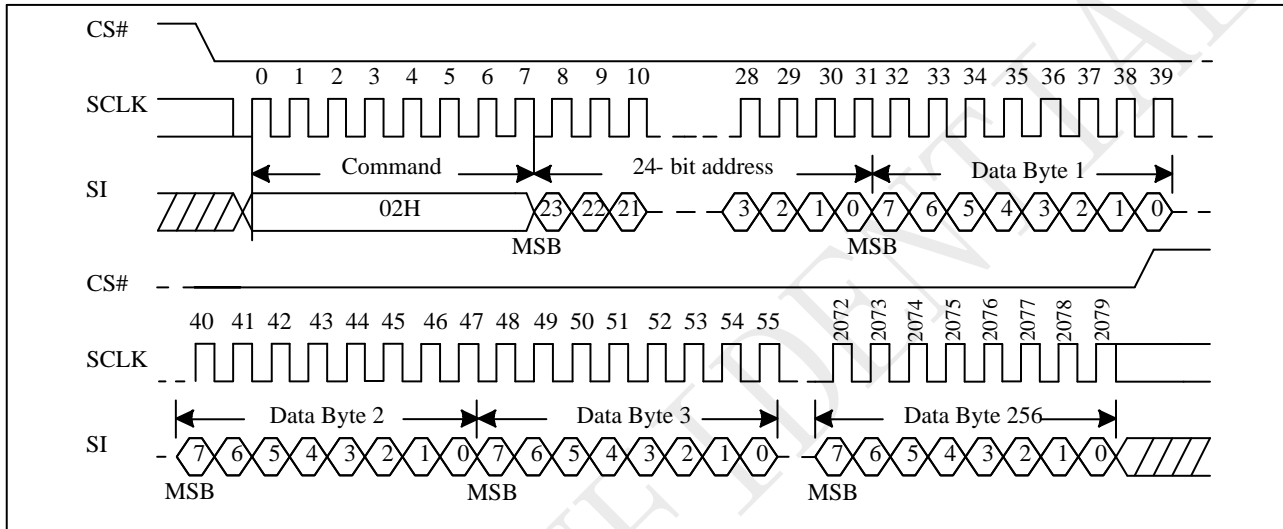 CS#
0 1 2 3 4 5 6 7 8 9 10 28 29 30 31 32 33 34 35 36 37 38 39
SCLK
Command 24- bit address Data Byte 1
SI
02H 23 22 21 3 2 1 0 7 6 5 4 3 2 1 0
MSB MSB
CS#
40 41 42 43 44 45 46 47 48 49 50 51 52 53 54 55 2072 2073 2074 2075 2076 2077 2078 2079
SCLK
Data Byte 2 Data Byte 3 Data Byte 256
SI
7 6 5 4 3 2 1 0 7 6 5 4 3 2 1 0 7 6 5 4 3 2 1 0
MSB MSB MSB